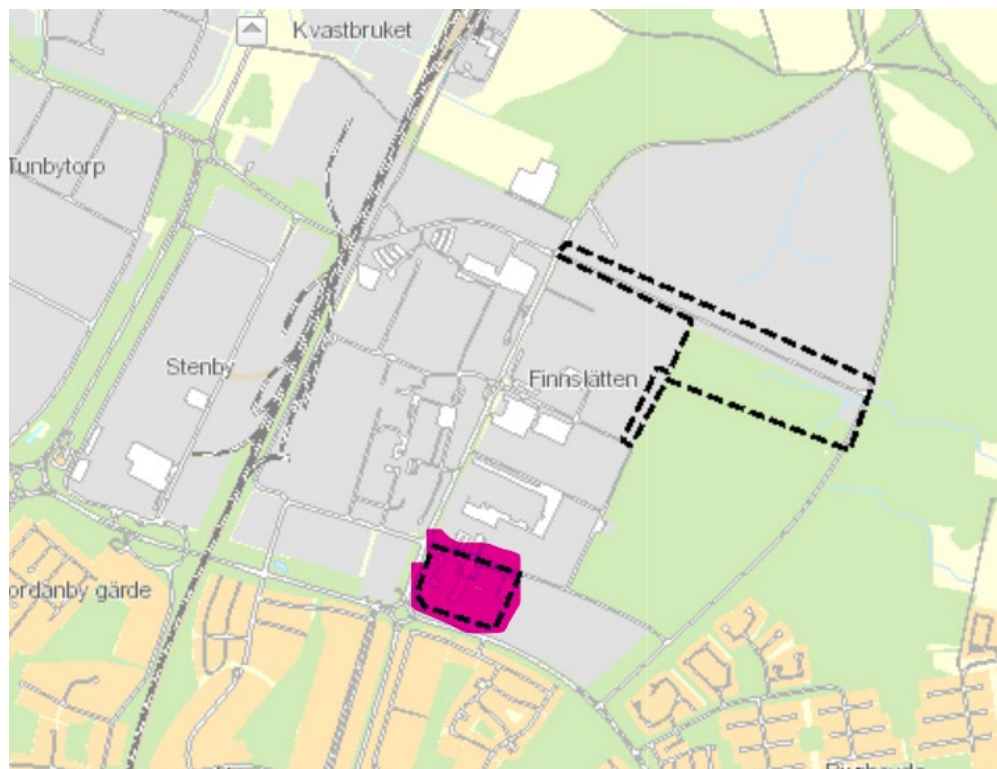 Kvastbruket
Tunbytorp
Stenby
Finnslätten
ordanby gärde